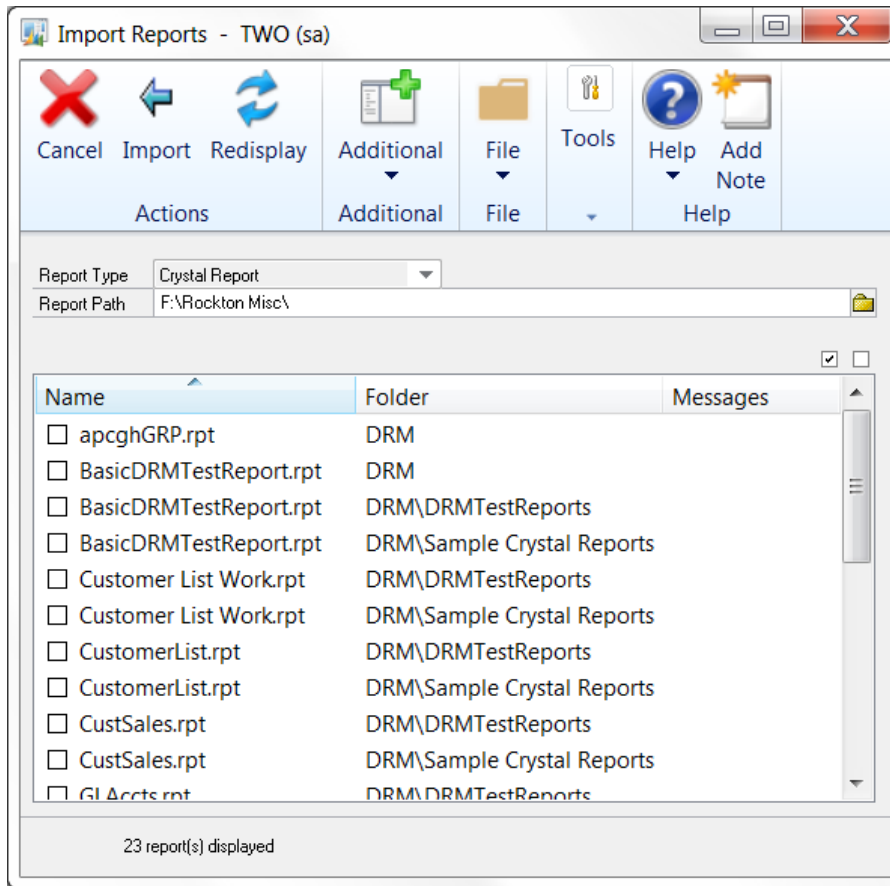 Import Reports - TWO (sa)
Cancel Import Redisplay Additional File Tools Help Add Note
Actions Additional File Help
Report Type Crystal Report
Report Path F:\Rockton Misc\
Name Folder Messages
apcghGRP.rpt DRM
BasicDRMTestReport.rpt DRM
BasicDRMTestReport.rpt DRM\DRMTestReports
BasicDRMTestReport.rpt DRM\Sample Crystal Reports
Customer List Work.rpt DRM\DRMTestReports
Customer List Work.rpt DRM\Sample Crystal Reports
CustomerList.rpt DRM\DRMTestReports
CustomerList.rpt DRM\Sample Crystal Reports
CustSales.rpt DRM\DRMTestReports
CustSales.rpt DRM\Sample Crystal Reports
GLAccts.rpt DRM\DRMTestReports
23 report(s) displayed